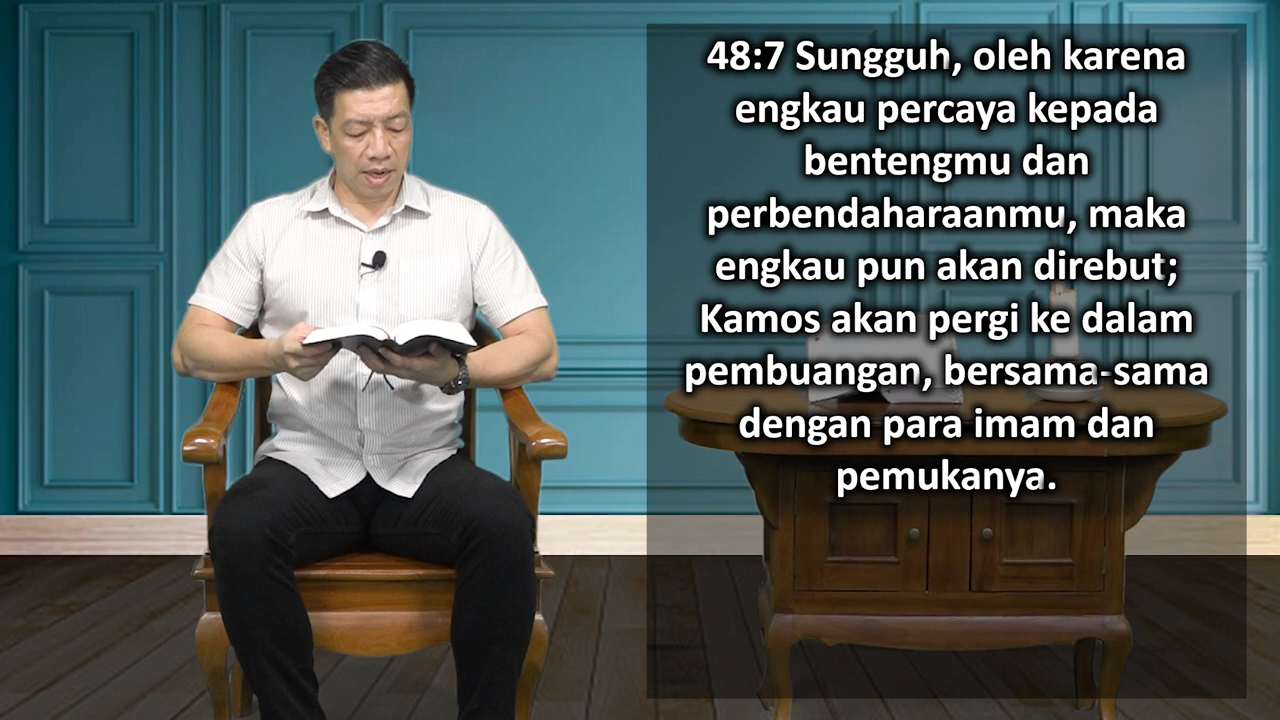 48:7 Sungguh, oleh karena
engkau percaya kepada
bentengmu dan
perbendaharaanmu, maka
engkau pun akan direbut;
Kamos akan pergi ke dalam
pembuangan, bersama-sama
dengan para imam dan
pemukanya.